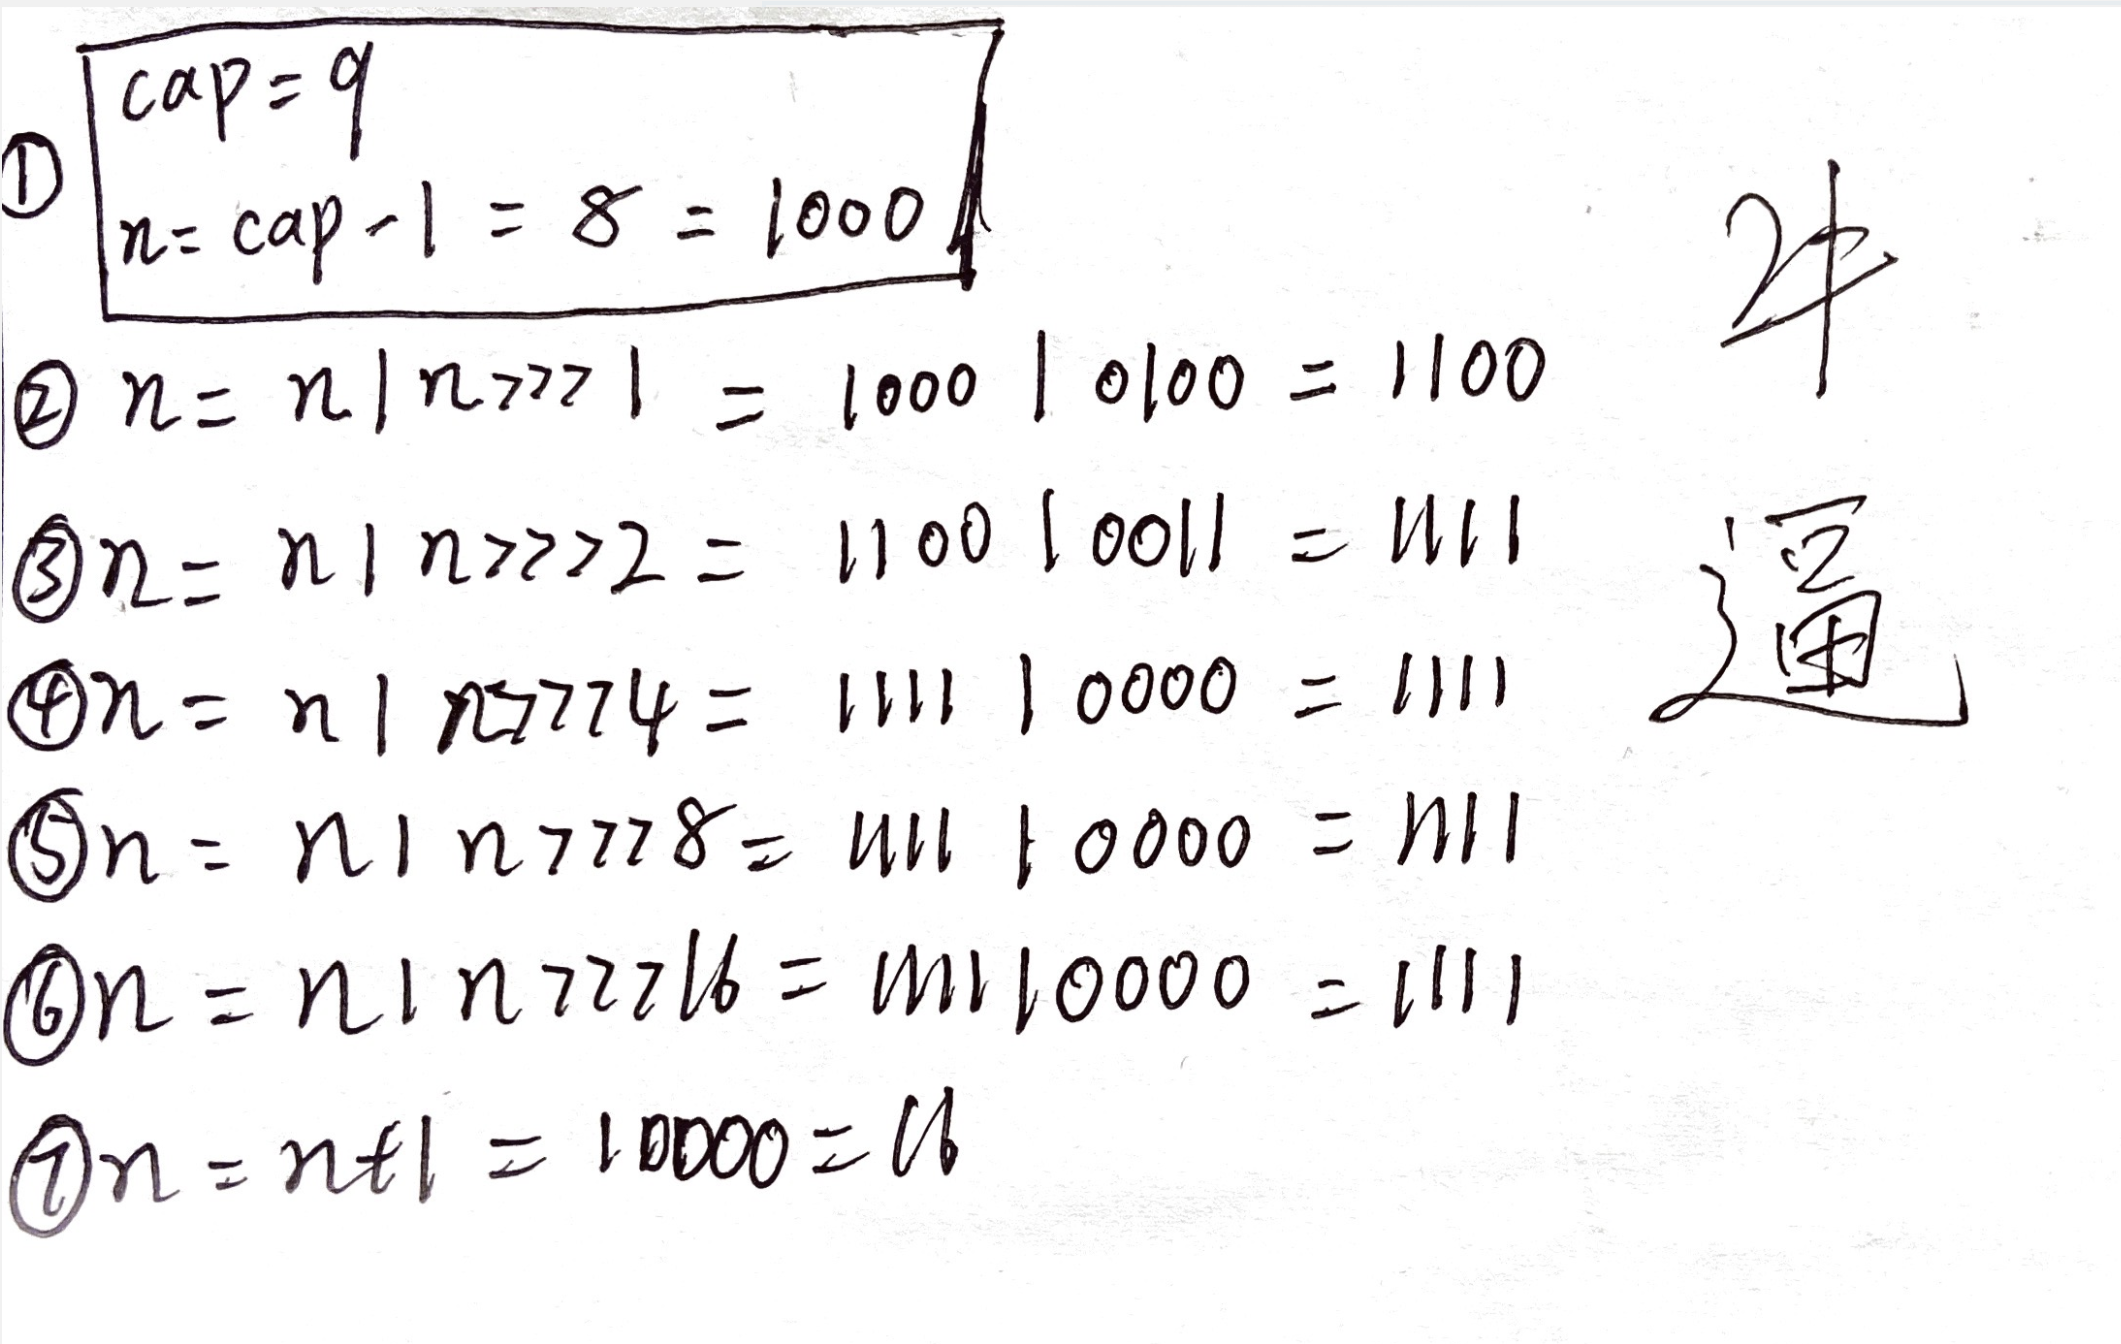 ① cap=9
n=cap-1=8=1000
② n=n|n>>>1=1000|0100=1100
③ n=n|n>>>2=1100|0011=1111
④ n=n|n>>>4=1111|0000=1111
⑤ n=n|n>>>8=1111|0000=1111
⑥ n=n|n>>>16=1111|0000=1111
⑦ n=n+1=10000=16
牛
逼